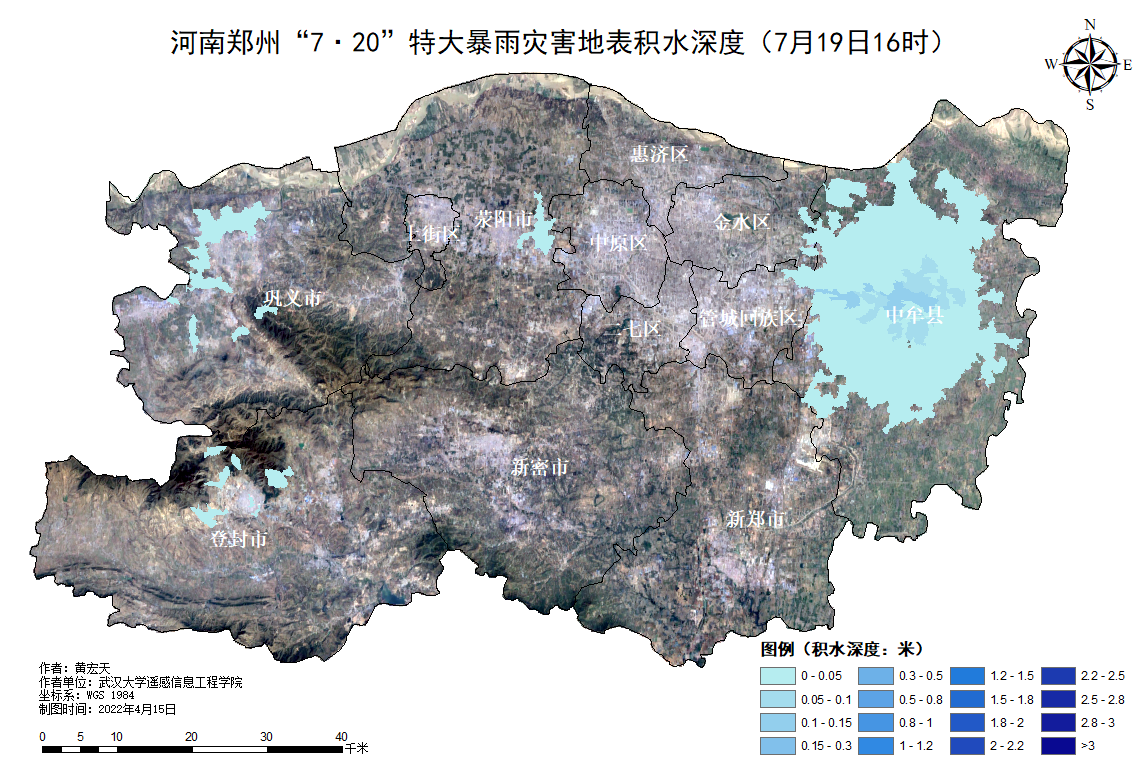 河南郑州“7·20”特大暴雨灾害地表积水深度（7月19日16时）
N
W E
S
惠济区
金水区
上街区
荥阳市
中原区
巩义市
中牟县
管城回族区
二七区
新密市
新郑市
登封市
作者：黄宏天
作者单位：武汉大学遥感信息工程学院
坐标系：WGS 1984
制图时间：2022年4月15日
0 5 10 20 30 40
千米
图例（积水深度：米）
0 - 0.05 0.3 - 0.5 1.2 - 1.5 2.2 - 2.5
0.05 - 0.1 0.5 - 0.8 1.5 - 1.8 2.5 - 2.8
0.1 - 0.15 0.8 - 1 1.8 - 2 2.8 - 3
0.15 - 0.3 1 - 1.2 2 - 2.2 >3